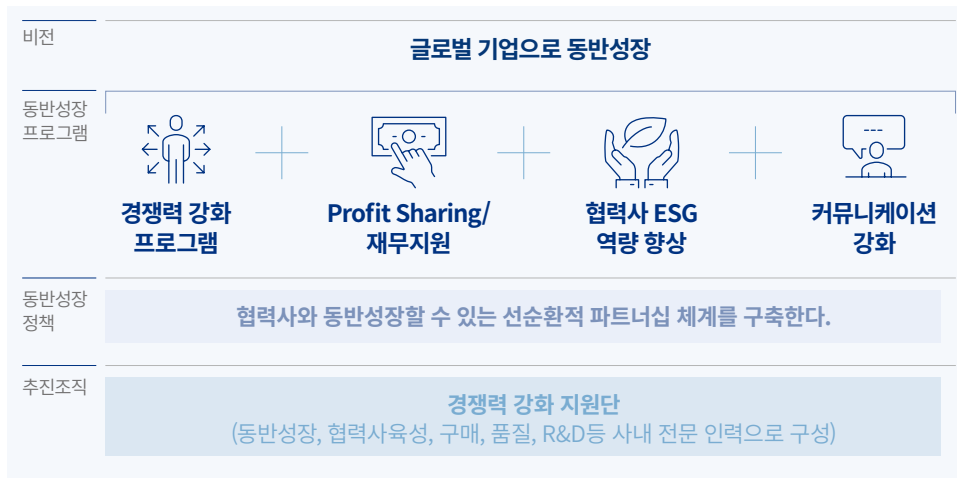 비전
글로벌 기업으로 동반성장
동반성장
프로그램
경쟁력 강화
프로그램
Profit Sharing/
재무지원
협력사 ESG
역량 향상
커뮤니케이션
강화
동반성장
정책
협력사와 동반성장할 수 있는 선순환적 파트너십 체계를 구축한다.
추진조직
경쟁력 강화 지원단
(동반성장, 협력사육성, 구매, 품질, R&D등 사내 전문 인력으로 구성)